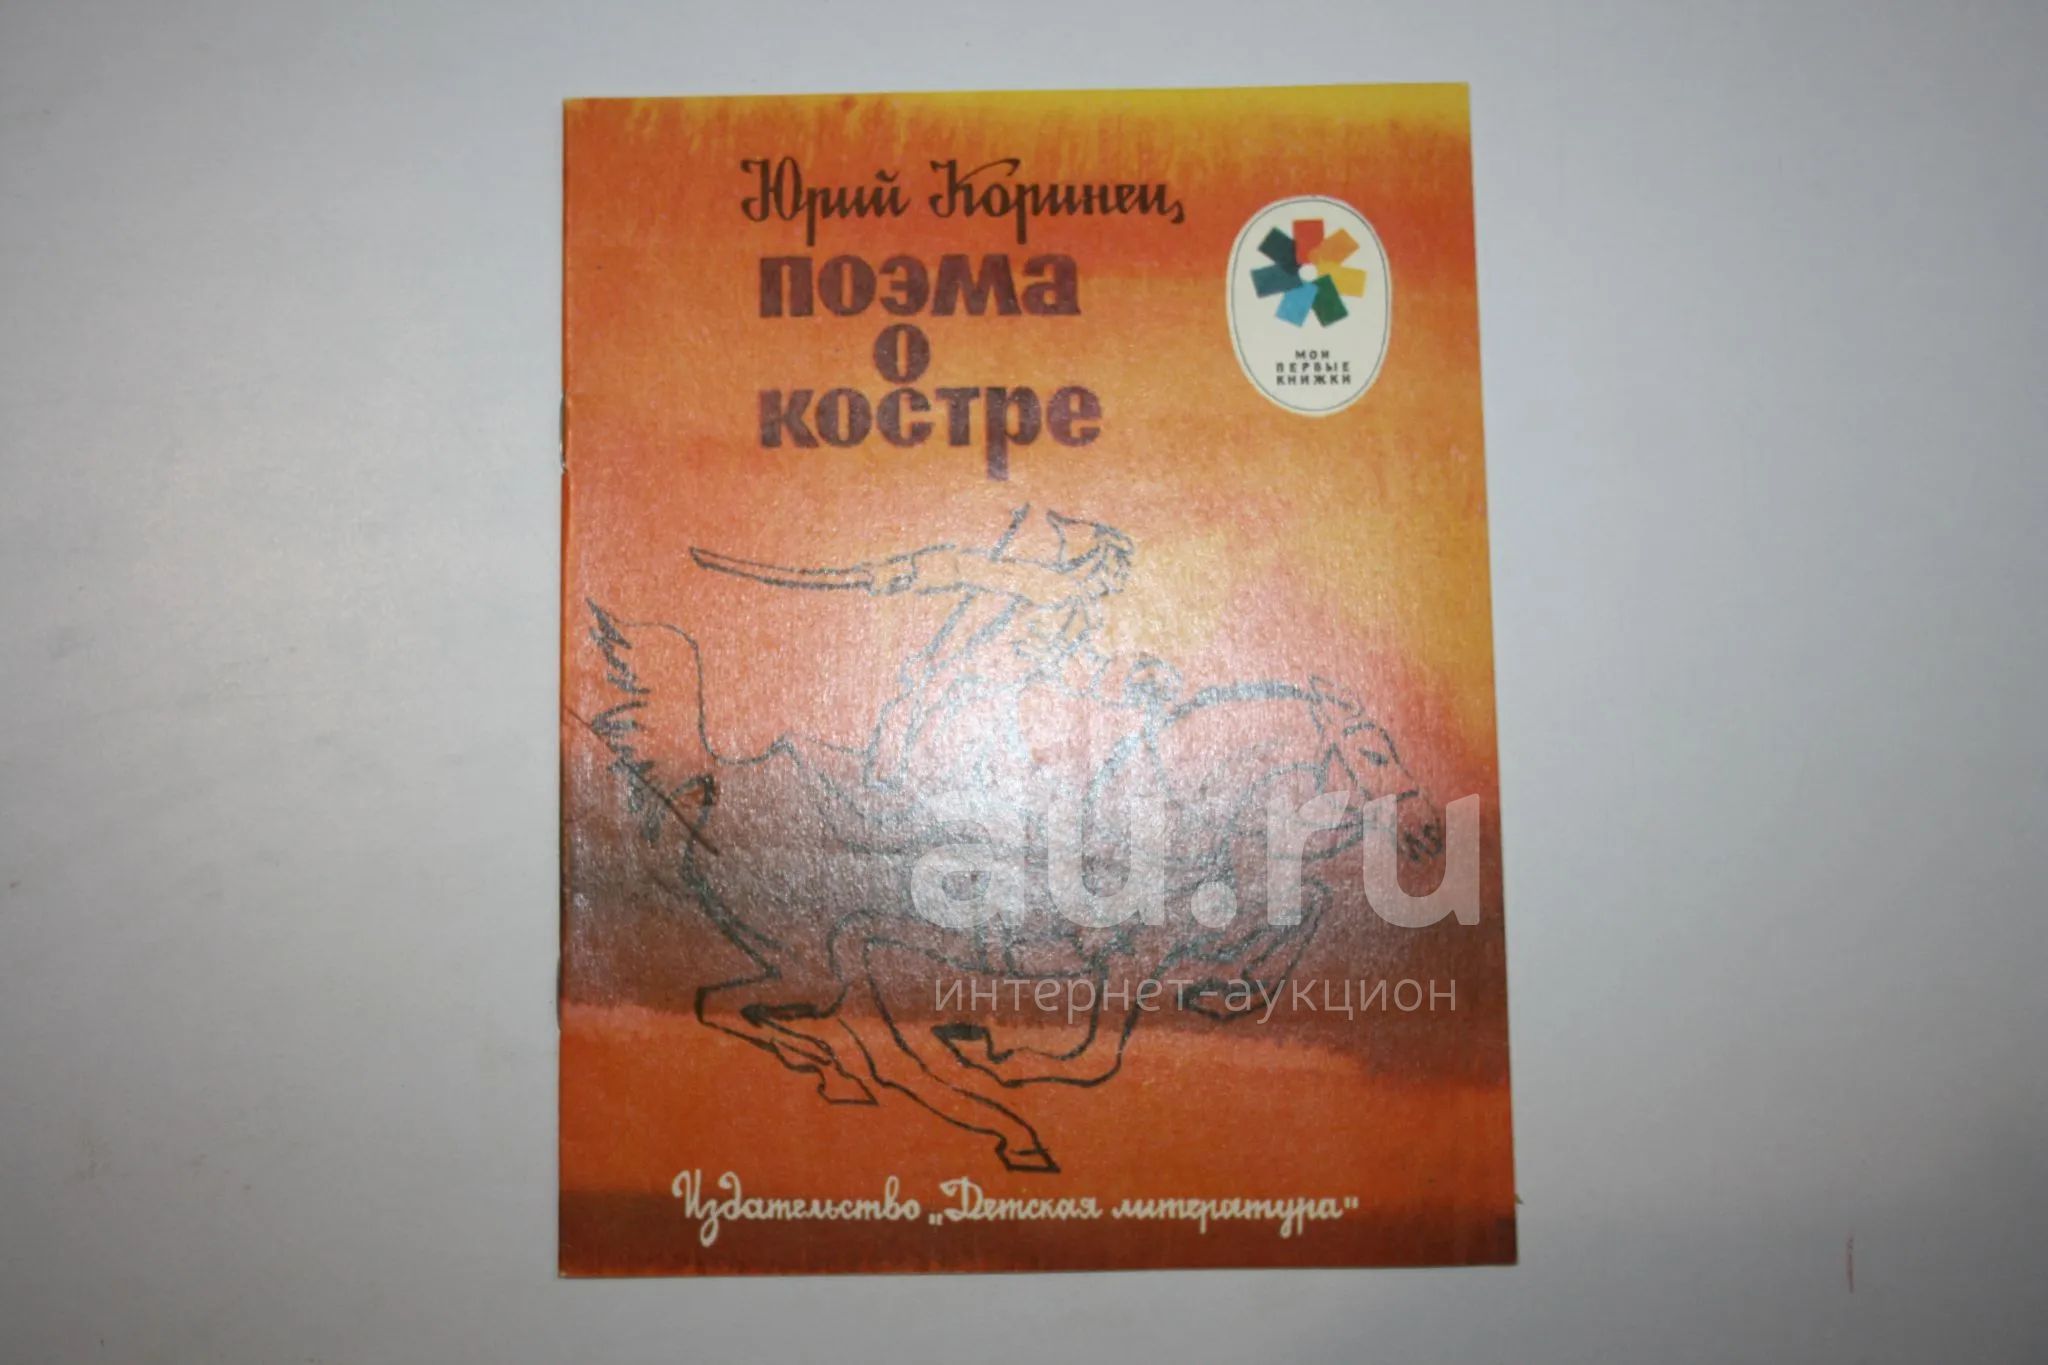 Юрий Коринец
поэма
о
костре
МОИ
ПЕРВЫЕ
КНИЖКИ
au.ru
интернет-аукцион
Издательство „Детская литература"